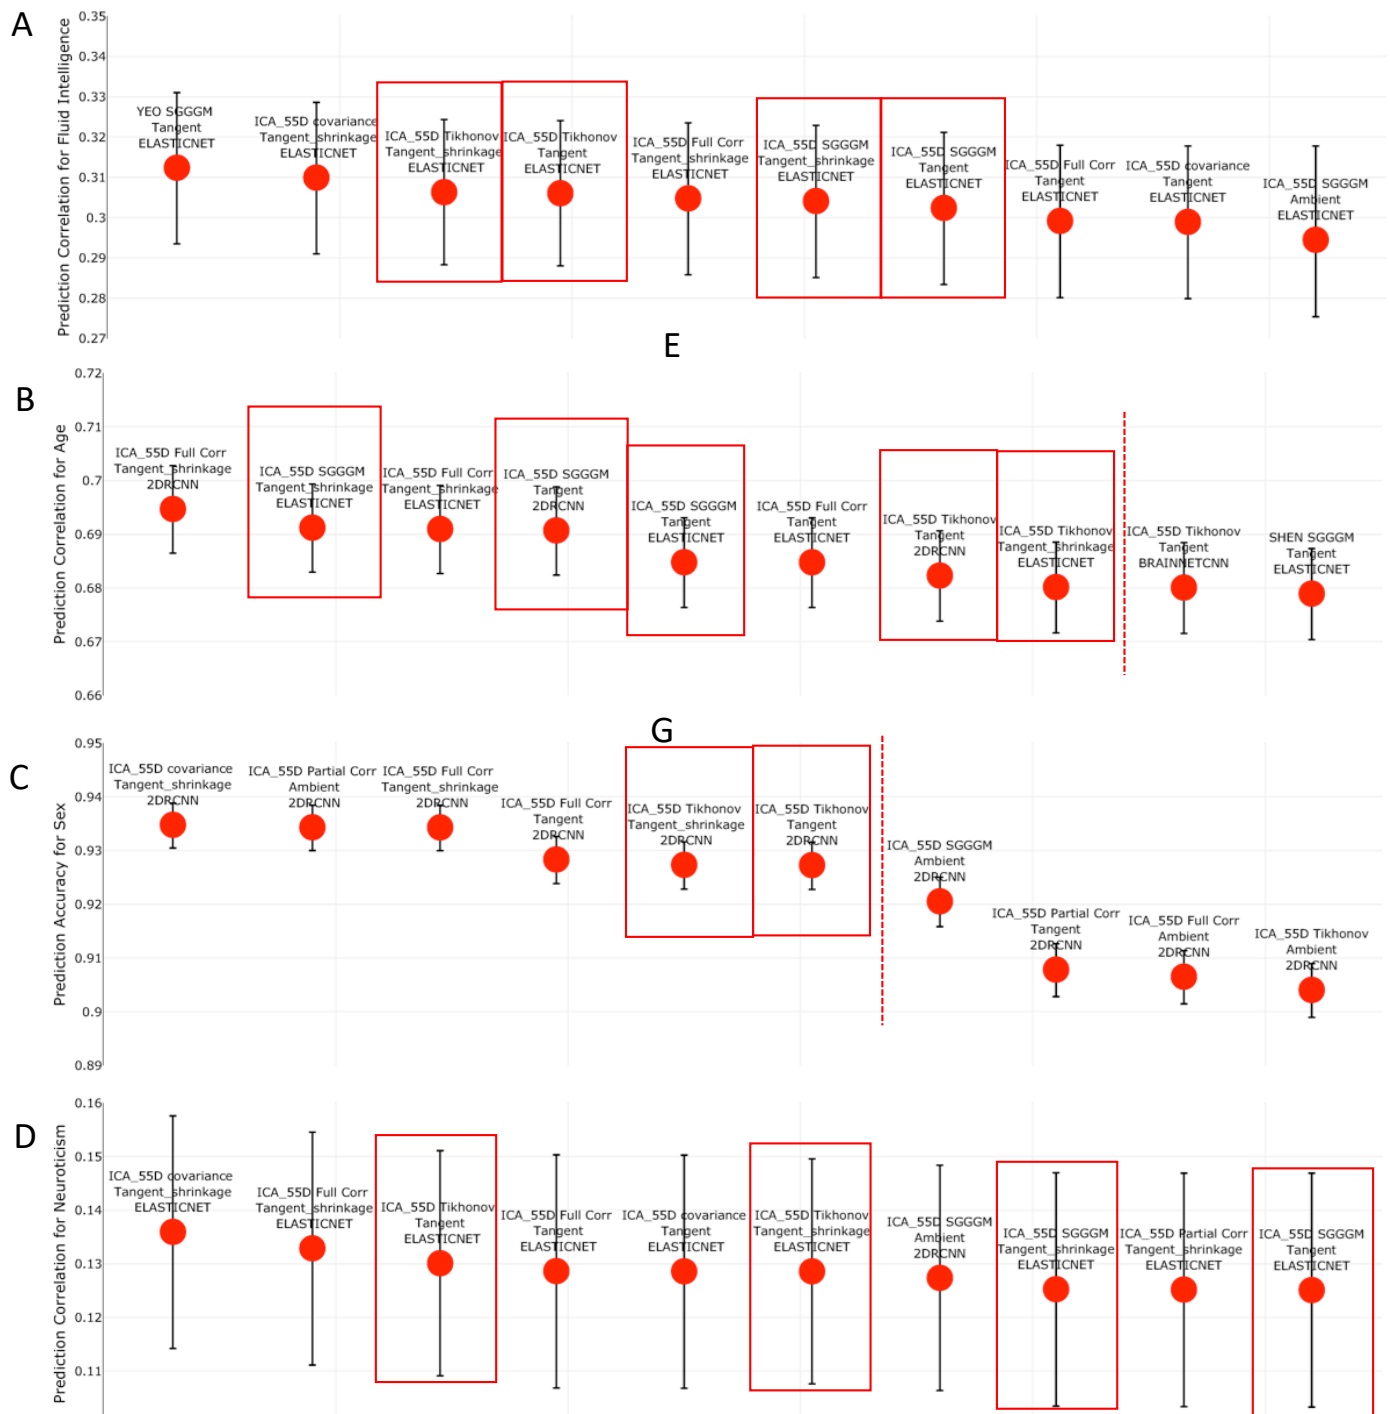 A
Prediction Correlation for Fluid Intelligence
0.35
0.34
0.33
0.32
0.31
0.3
0.29
0.28
0.27
YEO SGGGM
Tangent
ELASTICNET
ICA_55D covariance
Tangent_shrinkage
ELASTICNET
ICA_55D Tikhonov
Tangent_shrinkage
ELASTICNET
ICA_55D Tikhonov
Tangent
ELASTICNET
ICA_55D Full Corr
Tangent_shrinkage
ELASTICNET
ICA_55D SGGGM
Tangent_shrinkage
ELASTICNET
ICA_55D SGGGM
Tangent
ELASTICNET
ICA_55D Full Corr
Tangent
ELASTICNET
ICA_55D covariance
Tangent
ELASTICNET
ICA_55D SGGGM
Ambient
ELASTICNET
E
B
Prediction Correlation for Age
0.72
0.71
0.7
0.69
0.68
0.67
0.66
ICA_55D Full Corr
Tangent_shrinkage
2DRCNN
ICA_55D SGGGM
Tangent_shrinkage
ELASTICNET
ICA_55D Full Corr
Tangent_shrinkage
ELASTICNET
ICA_55D SGGGM
Tangent
2DRCNN
ICA_55D SGGGM
Tangent
ELASTICNET
ICA_55D Full Corr
Tangent
ELASTICNET
ICA_55D Tikhonov
Tangent
2DRCNN
ICA_55D Tikhonov
Tangent_shrinkage
ELASTICNET
ICA_55D Tikhonov
Tangent
BRAINNETCNN
SHEN SGGGM
Tangent
ELASTICNET
G
C
Prediction Accuracy for Sex
0.95
0.94
0.93
0.92
0.91
0.9
0.89
ICA_55D covariance
Tangent_shrinkage
2DRCNN
ICA_55D Partial Corr
Ambient
2DRCNN
ICA_55D Full Corr
Tangent_shrinkage
2DRCNN
ICA_55D Full Corr
Tangent
2DRCNN
ICA_55D Tikhonov
Tangent_shrinkage
2DRCNN
ICA_55D Tikhonov
Tangent
2DRCNN
ICA_55D SGGGM
Ambient
2DRCNN
ICA_55D Partial Corr
Tangent
2DRCNN
ICA_55D Full Corr
Ambient
2DRCNN
ICA_55D Tikhonov
Ambient
2DRCNN
D
Prediction Correlation for Neuroticism
0.16
0.15
0.14
0.13
0.12
0.11
ICA_55D covariance
Tangent_shrinkage
ELASTICNET
ICA_55D Full Corr
Tangent_shrinkage
ELASTICNET
ICA_55D Tikhonov
Tangent
ELASTICNET
ICA_55D Full Corr
Tangent
ELASTICNET
ICA_55D covariance
Tangent
ELASTICNET
ICA_55D Tikhonov
Tangent_shrinkage
ELASTICNET
ICA_55D SGGGM
Ambient
2DRCNN
ICA_55D SGGGM
Tangent_shrinkage
ELASTICNET
ICA_55D Partial Corr
Tangent_shrinkage
ELASTICNET
ICA_55D SGGGM
Tangent
ELASTICNET